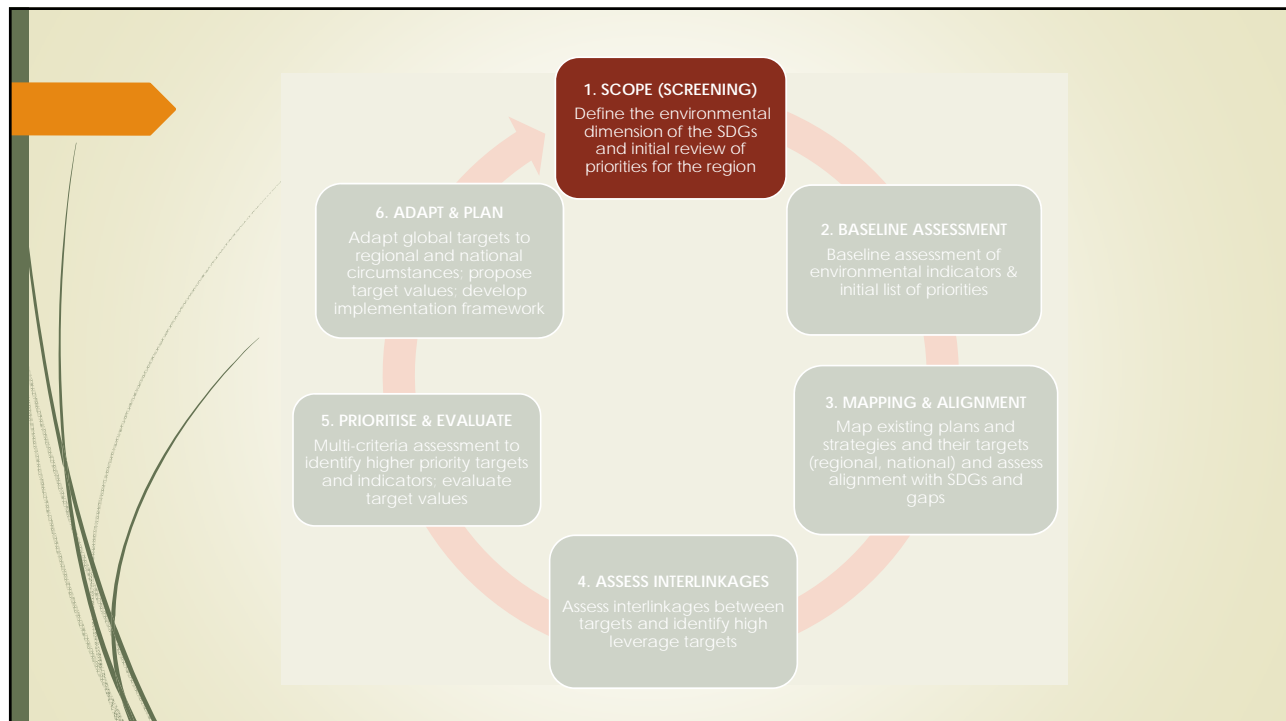 1. SCOPE (SCREENING)
Define the environmental
dimension of the SDGs
and initial review of
priorities for the region
2. BASELINE ASSESSMENT
Baseline assessment of
environmental indicators &
initial list of priorities
3. MAPPING & ALIGNMENT
Map existing plans and
strategies and their targets
(regional, national) and assess
alignment with SDGs and
gaps
4. ASSESS INTERLINKAGES
Assess interlinkages between
targets and identify high
leverage targets
5. PRIORITISE & EVALUATE
Multi-criteria assessment to
identify higher priority targets
and indicators; evaluate
target values
6. ADAPT & PLAN
Adapt global targets to
regional and national
circumstances; propose
target values; develop
implementation framework